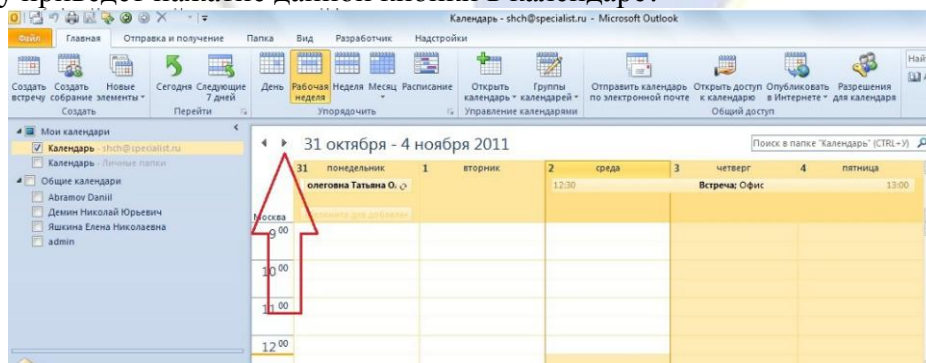 у приведет нажатие данной кнопки в календаре?
Календарь - shch@specialist.ru - Microsoft Outlook
Файл Главная Отправка и получение Папка Вид Разработчик Надстройки
Создать встречу Создать собрание Новые элементы Сегодня Следующие 7 дней День Рабочая неделя Неделя Месяц Расписание Открыть календарь Группы календарей Отправить календарь по электронной почте Открыть доступ к календарю Опубликовать в Интернете Разрешения для календаря Най
Создать Перейти Упорядочить Управление календарями Общий доступ
Мои календари
Календарь - shch@specialist.ru
Календарь - Личные папки
Общие календари
Abramov Daniil
Демин Николай Юрьевич
Яшкина Елена Николаевна
admin
31 октября - 4 ноября 2011
Поиск в папке "Календарь" (CTRL+У)
31 понедельник 1 вторник 2 среда 3 четверг 4 пятница
олеговна Татьяна О. 12:30 Встреча; Офис 13:00
Москва
9 00
10 00
11 00
12 00